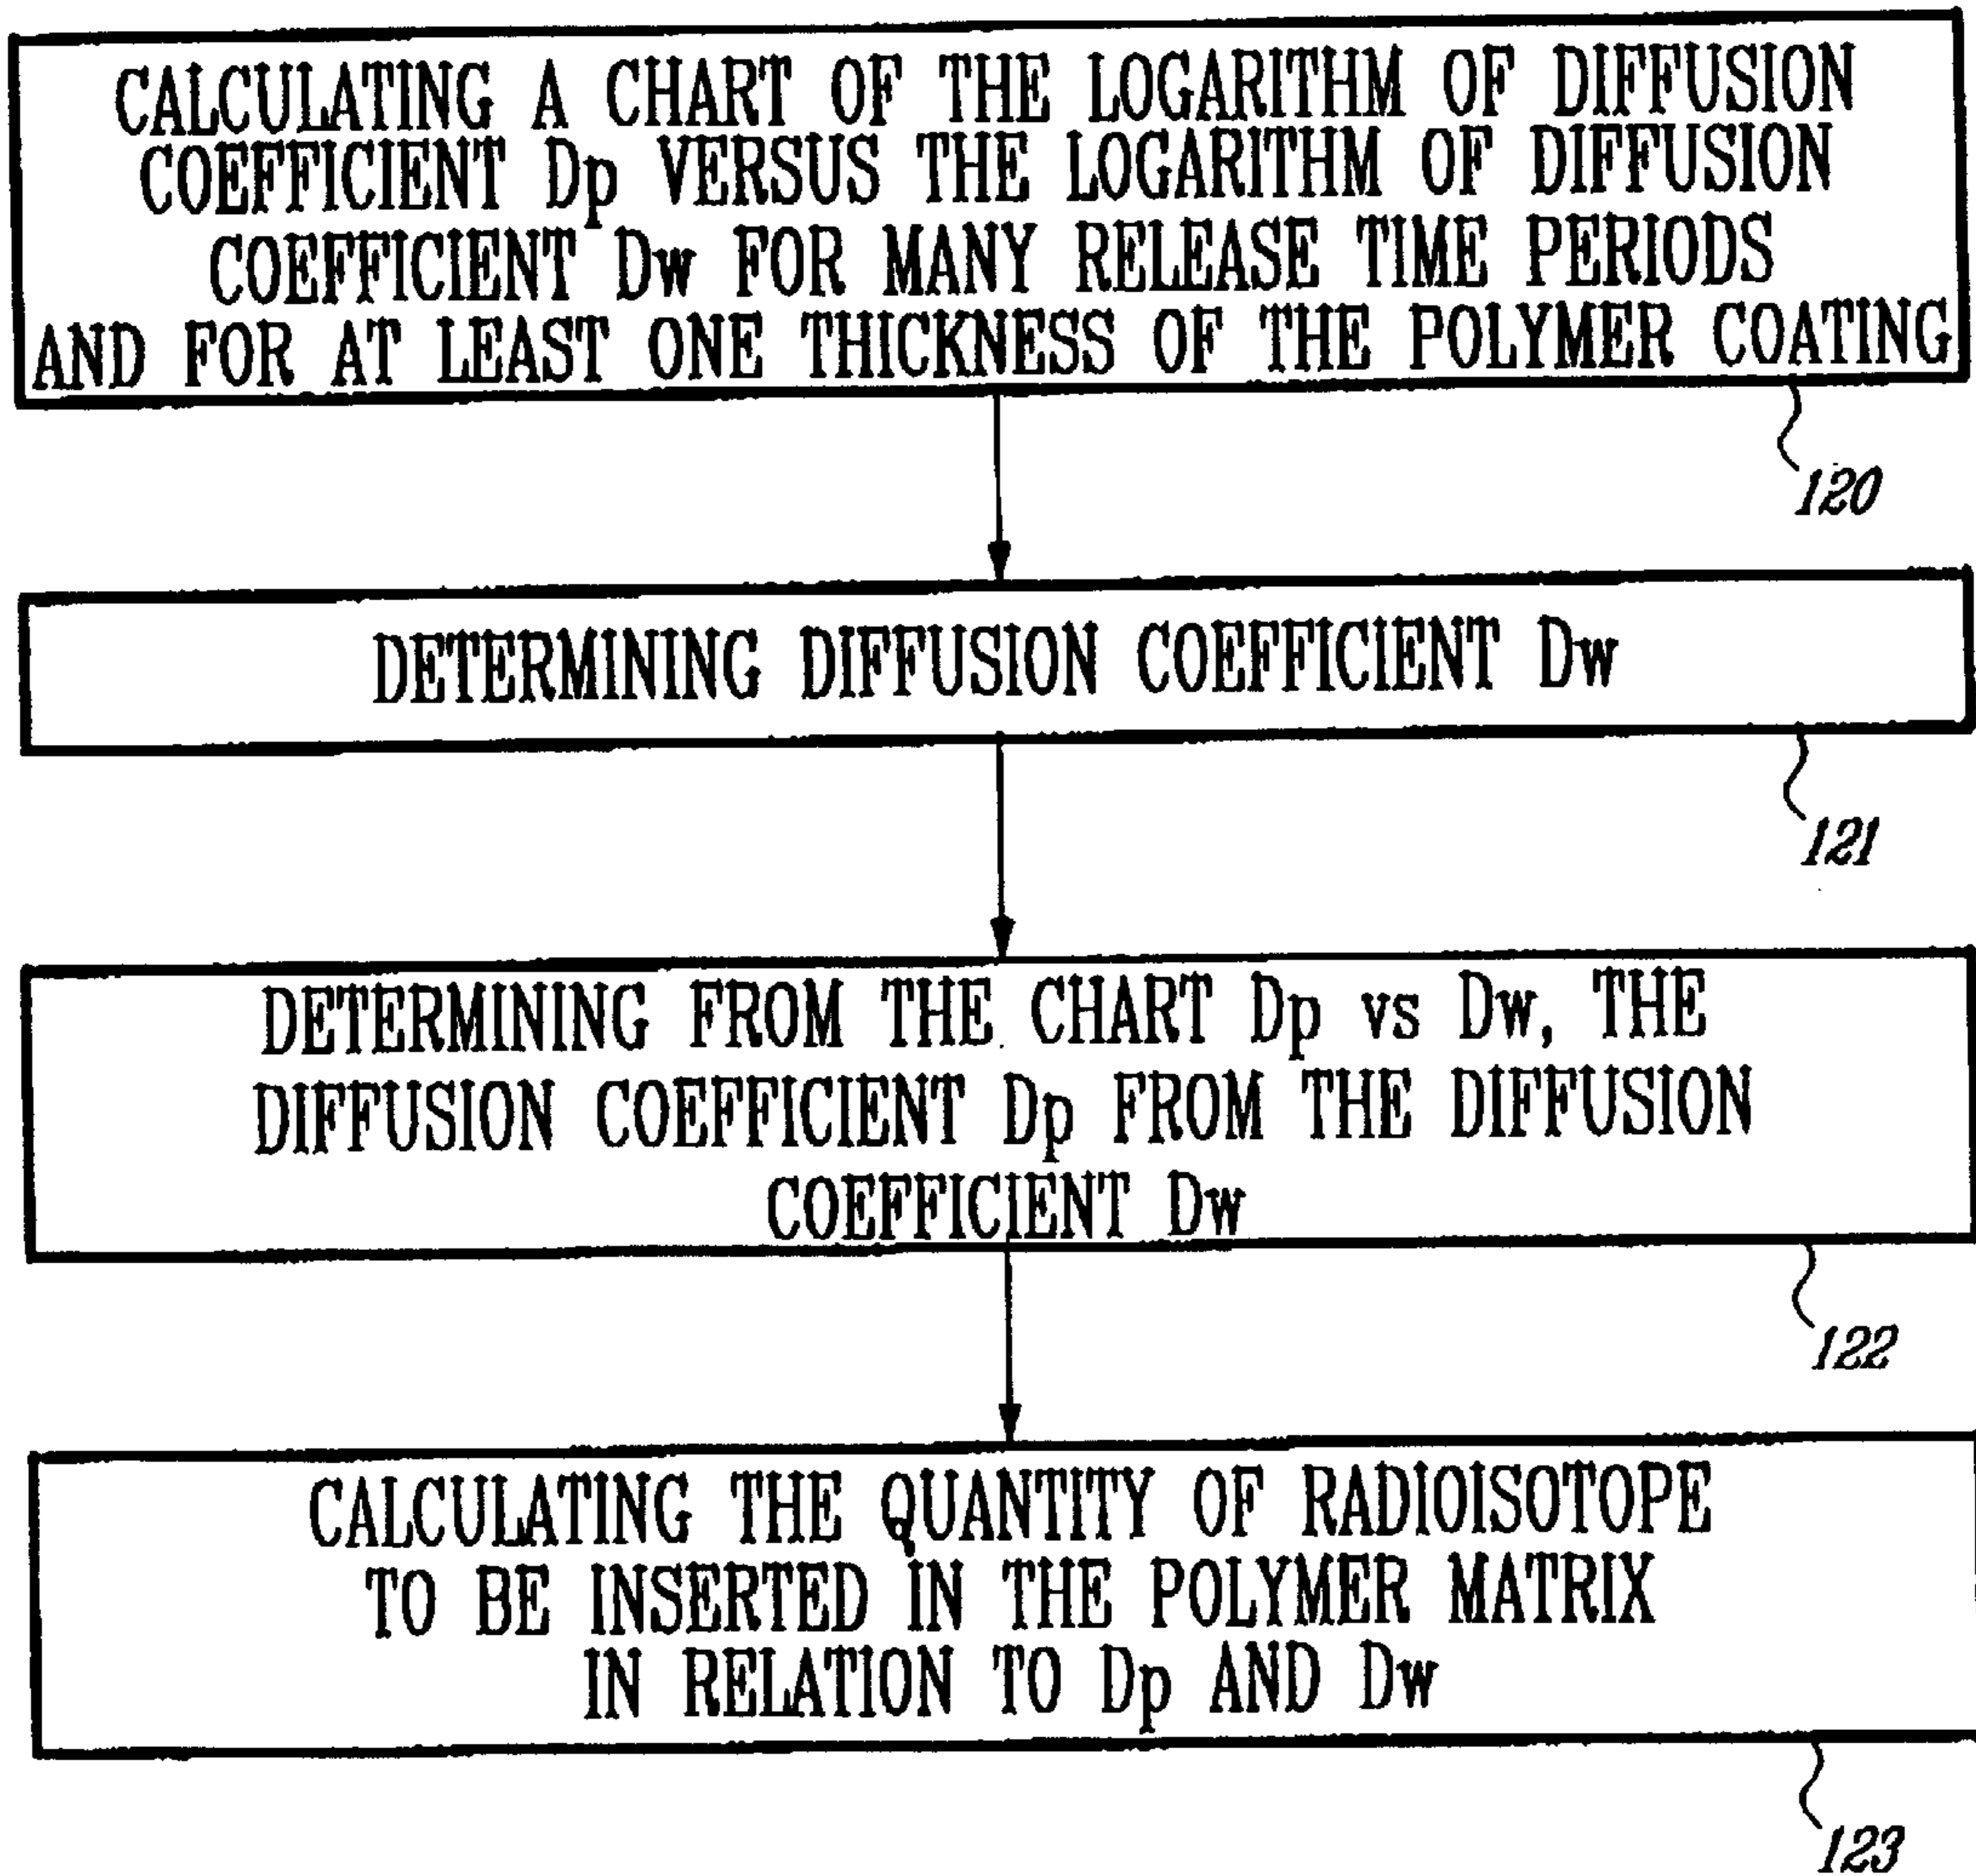 CALCULATING A CHART OF THE LOGARITHM OF DIFFUSION
COEFFICIENT Dp VERSUS THE LOGARITHM OF DIFFUSION
COEFFICIENT Dw FOR MANY RELEASE TIME PERIODS
AND FOR AT LEAST ONE THICKNESS OF THE POLYMER COATING
120
DETERMINING DIFFUSION COEFFICIENT Dw
121
DETERMINING FROM THE CHART Dp vs Dw, THE
DIFFUSION COEFFICIENT Dp FROM THE DIFFUSION
COEFFICIENT Dw
122
CALCULATING THE QUANTITY OF RADIOISOTOPE
TO BE INSERTED IN THE POLYMER MATRIX
IN RELATION TO Dp AND Dw
123